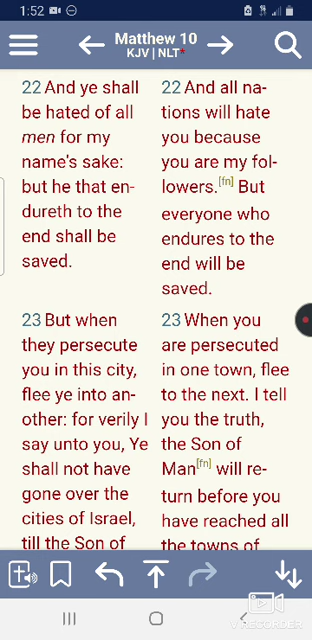 1:52
Matthew 10
KJV | NLT*
22 And ye shall
be hated of all
men for my
name's sake:
but he that en-
dureth to the
end shall be
saved.
23 But when
they persecute
you in this city,
flee ye into an-
other: for verily I
say unto you, Ye
shall not have
gone over the
cities of Israel,
till the Son of
22 And all na-
tions will hate
you because
you are my fol-
lowers.[fn] But
everyone who
endures to the
end will be
saved.
23 When you
are persecuted
in one town, flee
to the next. I tell
you the truth,
the Son of
Man[fn] will re-
turn before you
have reached all
the towns of
V RECORDER